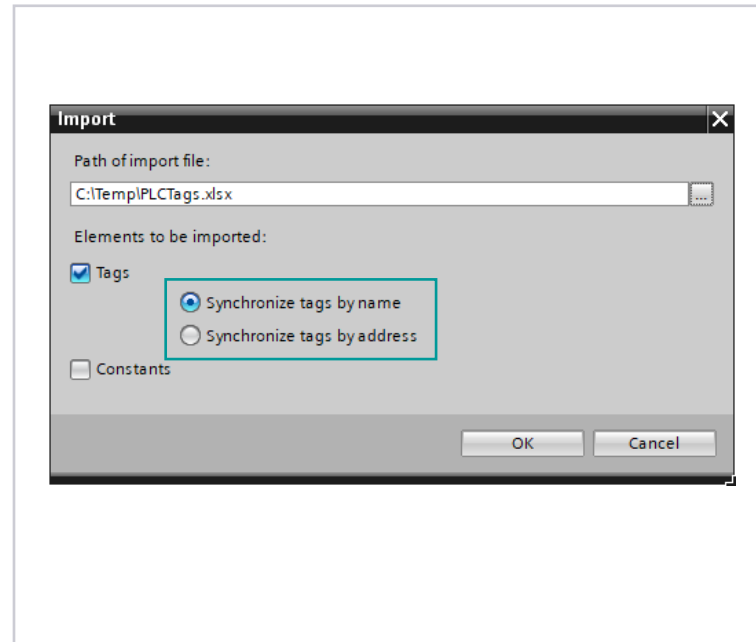 Import
Path of import file:
C:\Temp\PLCTags.xlsx
...
Elements to be imported:
Tags
Synchronize tags by name
Synchronize tags by address
Constants
OK Cancel